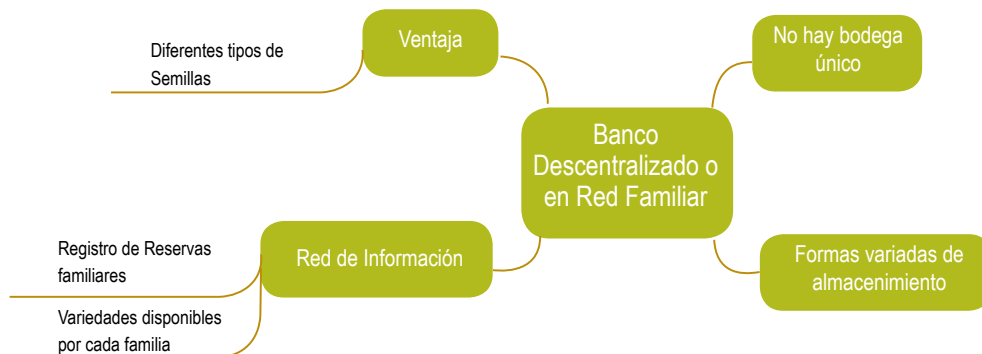 Diferentes tipos de
Semillas
Ventaja
No hay bodega
único
Banco
Descentralizado o
en Red Familiar
Registro de Reservas
familiares
Variedades disponibles
por cada familia
Red de Información
Formas variadas de
almacenimiento